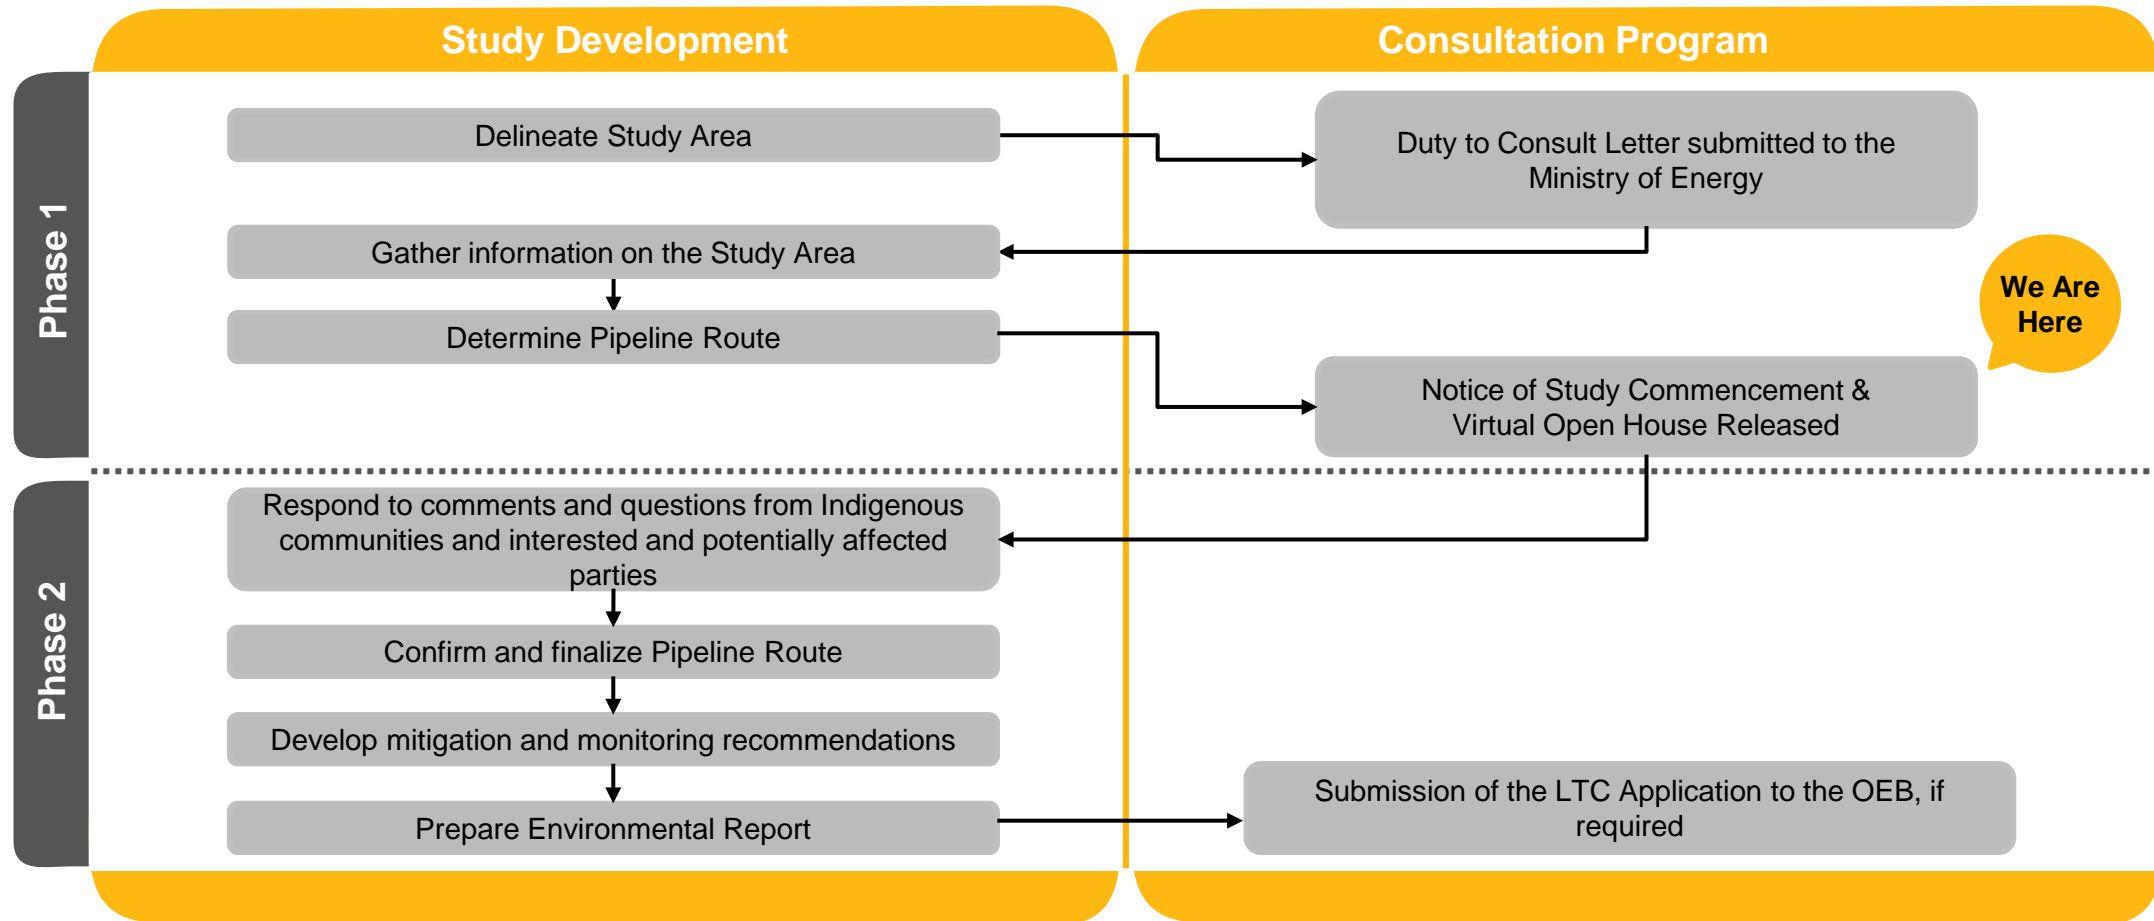 Study Development
Consultation Program
Phase 1
Delineate Study Area
Duty to Consult Letter submitted to the
Ministry of Energy
Gather information on the Study Area
Determine Pipeline Route
We Are
Here
Notice of Study Commencement &
Virtual Open House Released
Phase 2
Respond to comments and questions from Indigenous
communities and interested and potentially affected
parties
Confirm and finalize Pipeline Route
Develop mitigation and monitoring recommendations
Prepare Environmental Report
Submission of the LTC Application to the OEB, if
required